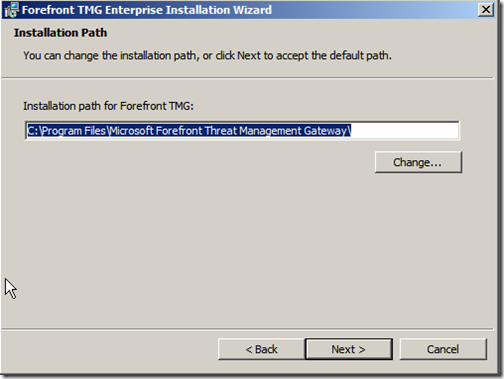 Forefront TMG Enterprise Installation Wizard
Installation Path
You can change the installation path, or click Next to accept the default path.
Installation path for Forefront TMG:
C:\Program Files\Microsoft Forefront Threat Management Gateway\
Change...
< Back
Next >
Cancel